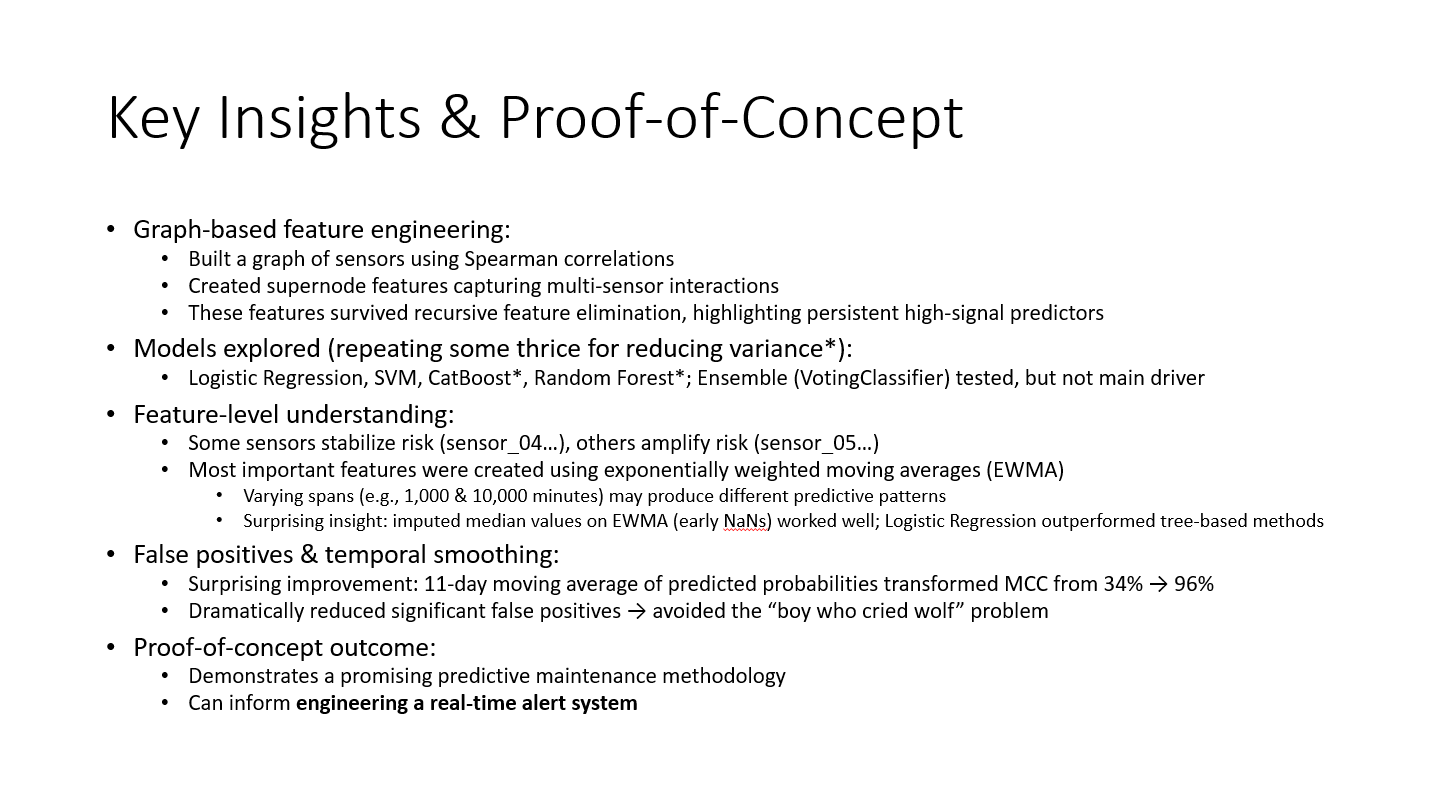 Key Insights & Proof-of-Concept
• Graph-based feature engineering:
• Built a graph of sensors using Spearman correlations
• Created supernode features capturing multi-sensor interactions
• These features survived recursive feature elimination, highlighting persistent high-signal predictors
• Models explored (repeating some thrice for reducing variance*):
• Logistic Regression, SVM, CatBoost*, Random Forest*; Ensemble (VotingClassifier) tested, but not main driver
• Feature-level understanding:
• Some sensors stabilize risk (sensor_04…), others amplify risk (sensor_05…)
• Most important features were created using exponentially weighted moving averages (EWMA)
• Varying spans (e.g., 1,000 & 10,000 minutes) may produce different predictive patterns
• Surprising insight: imputed median values on EWMA (early NaNs) worked well; Logistic Regression outperformed tree-based methods
• False positives & temporal smoothing:
• Surprising improvement: 11-day moving average of predicted probabilities transformed MCC from 34% → 96%
• Dramatically reduced significant false positives → avoided the “boy who cried wolf” problem
• Proof-of-concept outcome:
• Demonstrates a promising predictive maintenance methodology
• Can inform engineering a real-time alert system